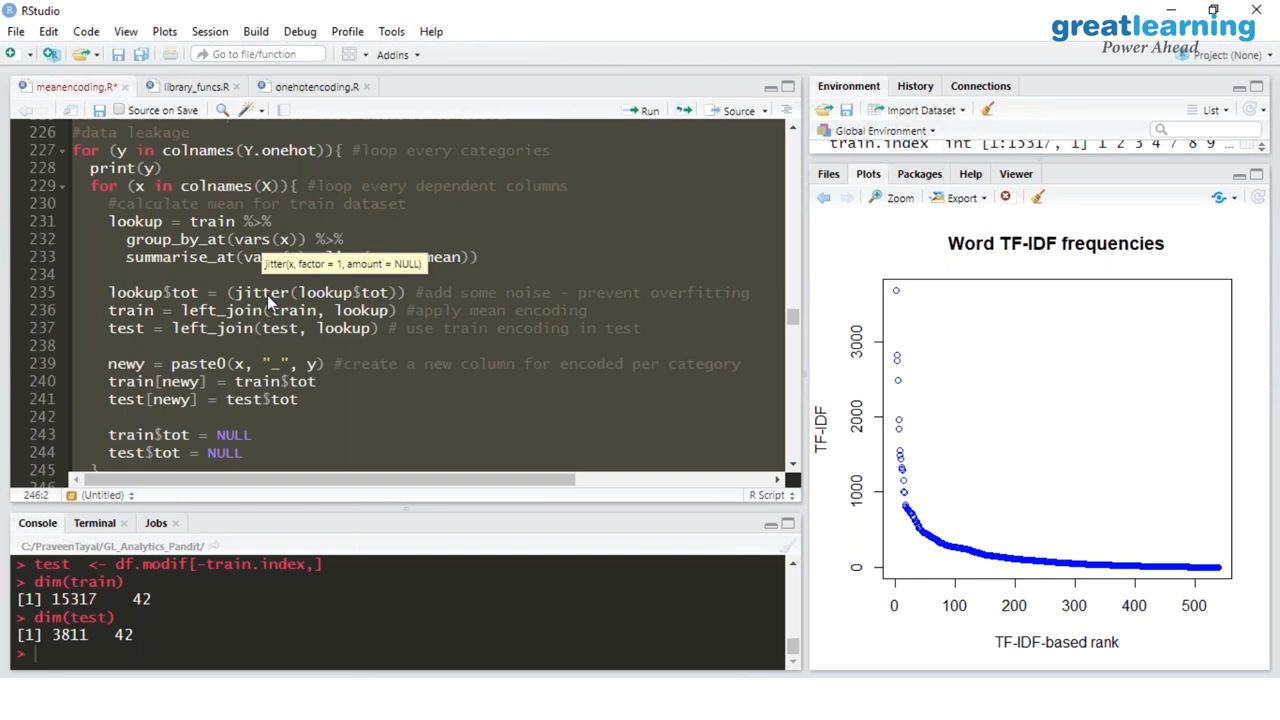 RStudio
greatlearning
Power Ahead
File Edit Code View Plots Session Build Debug Profile Tools Help
Go to file/function Addins Project: (None)
meanencoding.R* library_funcs.R onehotencoding.R
Source on Save Run Source
226 #data leakage
227 for (y in colnames(Y.onehot)){ #loop every categories
228 print(y)
229 for (x in colnames(X)){ #loop every dependent columns
230 #calculate mean for train dataset
231 lookup = train %>%
232 group_by_at(vars(x)) %>%
233 summarise_at( mean))
jitter(x, factor = 1, amount = NULL)
234
235 lookup$tot = (jitter(lookup$tot)) #add some noise - prevent overfitting
236 train = left_join(train, lookup) #apply mean encoding
237 test = left_join(test, lookup) # use train encoding in test
238
239 newy = paste0(x, "_", y) #create a new column for encoded per category
240 train[newy] = train$tot
241 test[newy] = test$tot
242
243 train$tot = NULL
244 test$tot = NULL
245 }
246:2 (Untitled) R Script
Console Terminal Jobs
C:/PraveenTayal/GL_Analytics_Pandit/
> test <- df.modif[-train.index,]
> dim(train)
[1] 15317 42
> dim(test)
[1] 3811 42
>
Environment History Connections
Import Dataset List
Global Environment
train.index int [1:15317, 1] 1 2 3 4 7 8 9 ...
Files Plots Packages Help Viewer
Zoom Export
Word TF-IDF frequencies
TF-IDF
3000
2000
1000
0
0 100 200 300 400 500
TF-IDF-based rank